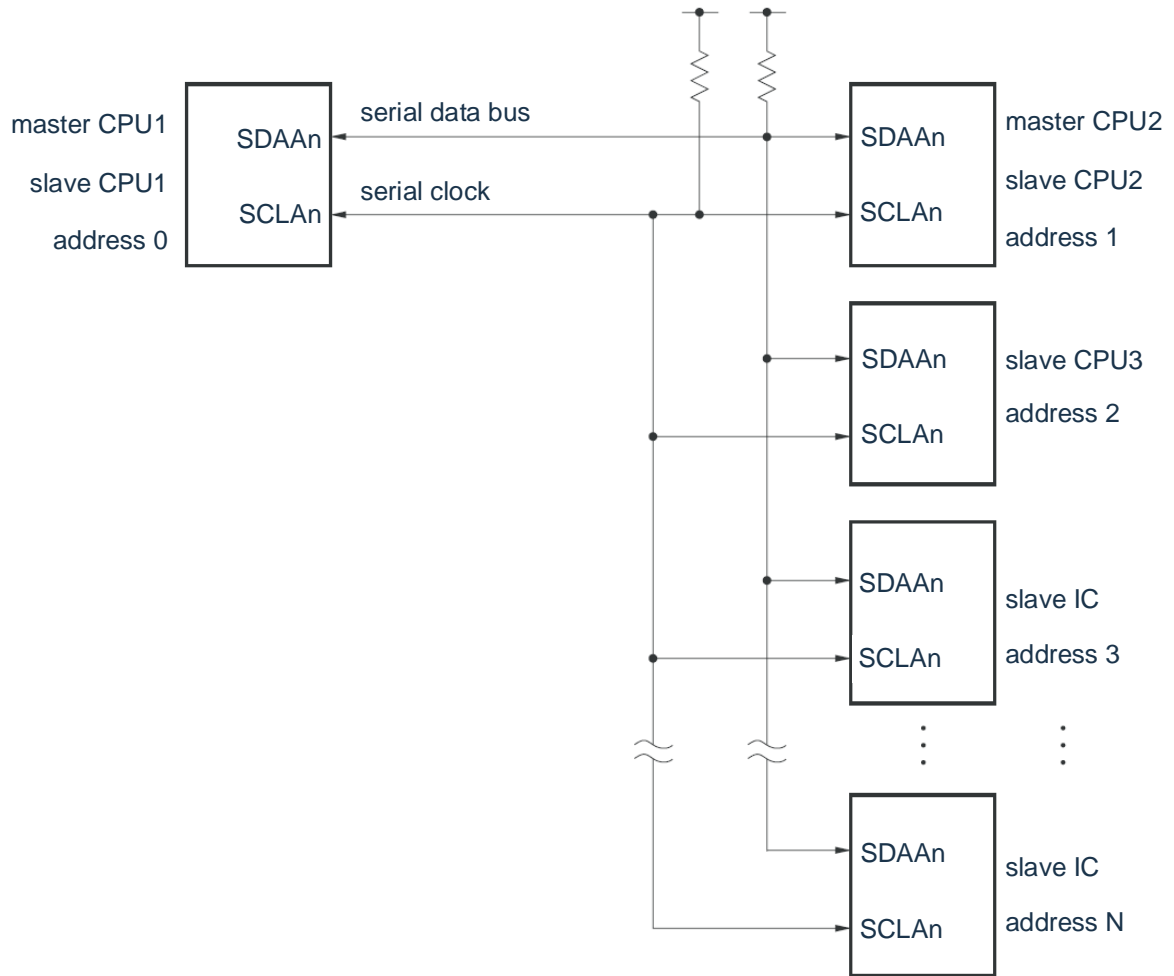 master CPU1
slave CPU1
address 0
SDAAn
SCLAn
serial data bus
serial clock
SDAAn
SCLAn
master CPU2
slave CPU2
address 1
SDAAn
SCLAn
slave CPU3
address 2
SDAAn
SCLAn
slave IC
address 3
SDAAn
SCLAn
slave IC
address N